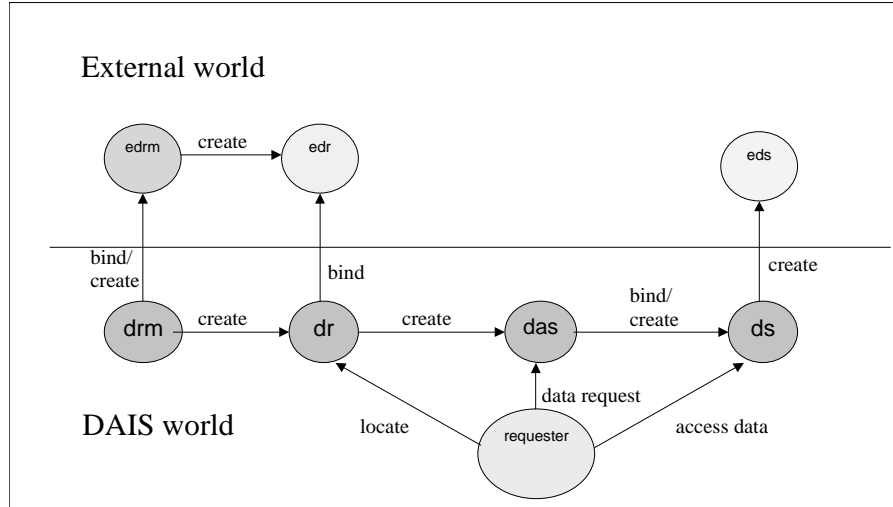 External world
edrm
create
edr
eds
bind/
create
bind
create
drm
create
dr
create
das
bind/
create
ds
DAIS world
locate
data request
requester
access data